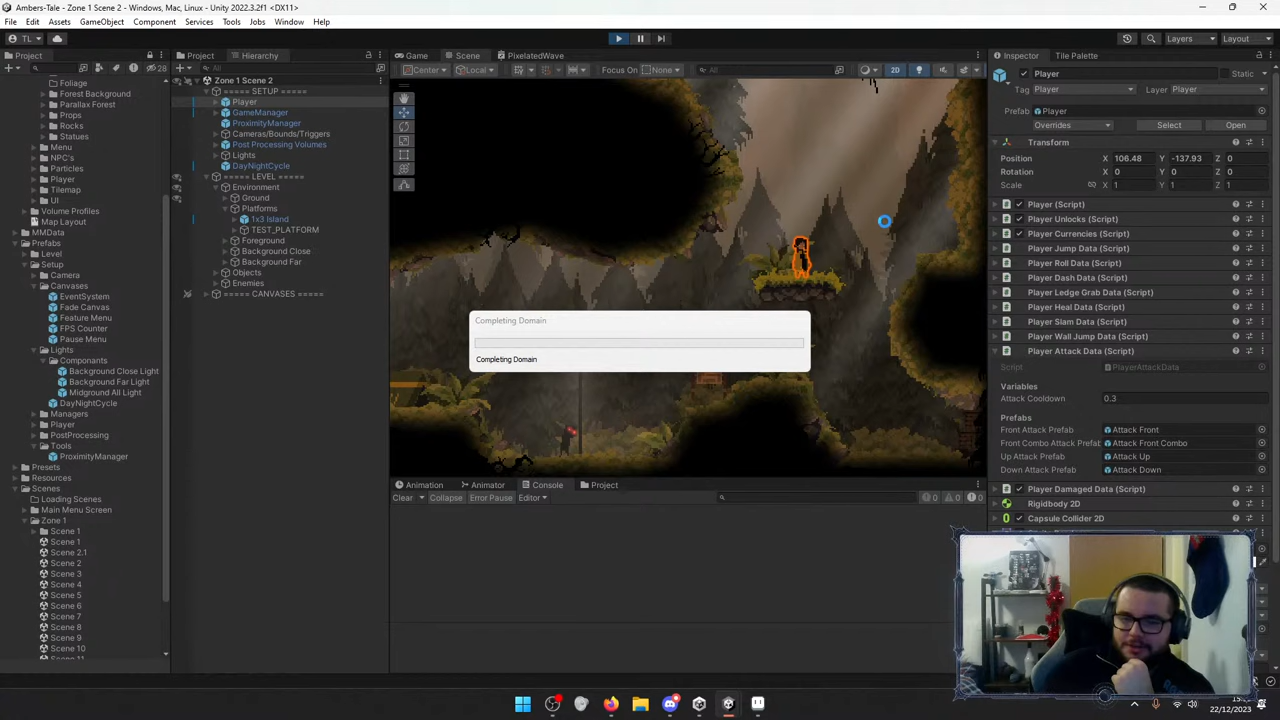 Ambers-Tale - Zone 1 Scene 2 - Windows, Mac, Linux - Unity 2022.3.2f1 <DX11>
File Edit Assets GameObject Component Services Tools Jobs Window Help
TL Layers Layout
Project
Hierarchy
Game Scene PixelatedWave
Inspector Tile Palette
28
All
Center Local Focus On None All 2D
Foliage
Forest Background
Parallax Forest
Props
Rocks
Statues
Menu
NPC's
Particles
Player
Tilemap
UI
Volume Profiles
Map Layout
MMData
Prefabs
Level
Setup
Camera
Canvases
EventSystem
Fade Canvas
Feature Menu
FPS Counter
Pause Menu
Lights
Componants
Background Close Light
Background Far Light
Midground All Light
DayNightCycle
Managers
Player
PostProcessing
Tools
ProximityManager
Presets
Resources
Scenes
Loading Scenes
Main Menu Screen
Zone 1
Scene 1
Scene 1
Scene 2.1
Scene 2
Scene 3
Scene 4
Scene 5
Scene 6
Scene 7
Scene 8
Scene 9
Scene 10
Scene 11
Zone 1 Scene 2
===== SETUP =====
Player
GameManager
ProximityManager
Cameras/Bounds/Triggers
Post Processing Volumes
Lights
DayNightCycle
===== LEVEL =====
Environment
Ground
Platforms
1x3 Island
TEST_PLATFORM
Foreground
Background Close
Background Far
Objects
Enemies
===== CANVASES =====
Completing Domain
Completing Domain
Animation Animator Console Project
Clear Collapse Error Pause Editor 0 0 0
Player Static
Tag Player Layer Player
Prefab Player
Overrides Select Open
Transform
Position X 106.48 Y -137.93 Z 0
Rotation X 0 Y 0 Z 0
Scale X 1 Y 1 Z 1
Player (Script)
Player Unlocks (Script)
Player Currencies (Script)
Player Jump Data (Script)
Player Roll Data (Script)
Player Dash Data (Script)
Player Ledge Grab Data (Script)
Player Heal Data (Script)
Player Slam Data (Script)
Player Wall Jump Data (Script)
Player Attack Data (Script)
Script PlayerAttackData
Variables
Attack Cooldown 0.3
Prefabs
Front Attack Prefab Attack Front
Front Combo Attack Prefab Attack Front Combo
Up Attack Prefab Attack Up
Down Attack Prefab Attack Down
Player Damaged Data (Script)
Rigidbody 2D
Capsule Collider 2D
22/12/2023